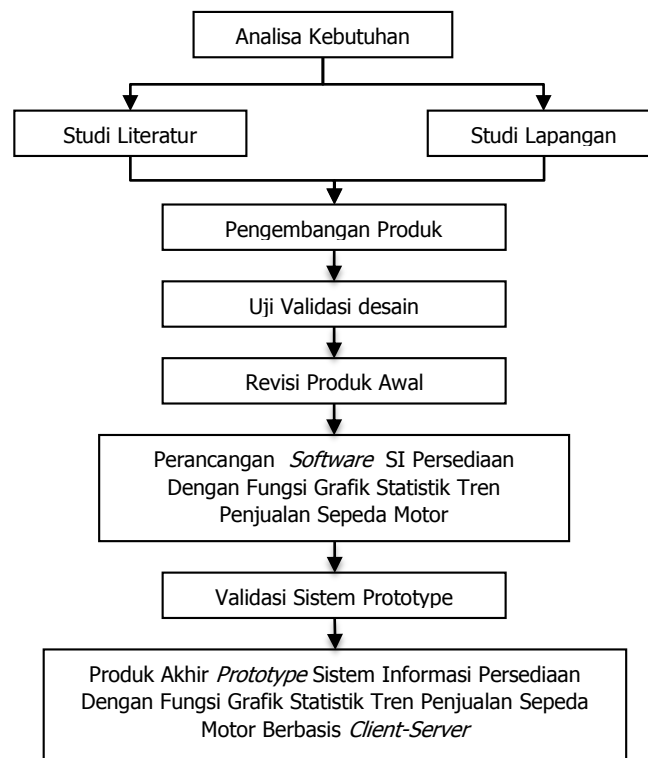 Analisa Kebutuhan
Studi Literatur
Studi Lapangan
Pengembangan Produk
Uji Validasi desain
Revisi Produk Awal
Perancangan Software SI Persediaan
Dengan Fungsi Grafik Statistik Tren
Penjualan Sepeda Motor
Validasi Sistem Prototype
Produk Akhir Prototype Sistem Informasi Persediaan
Dengan Fungsi Grafik Statistik Tren Penjualan Sepeda
Motor Berbasis Client-Server